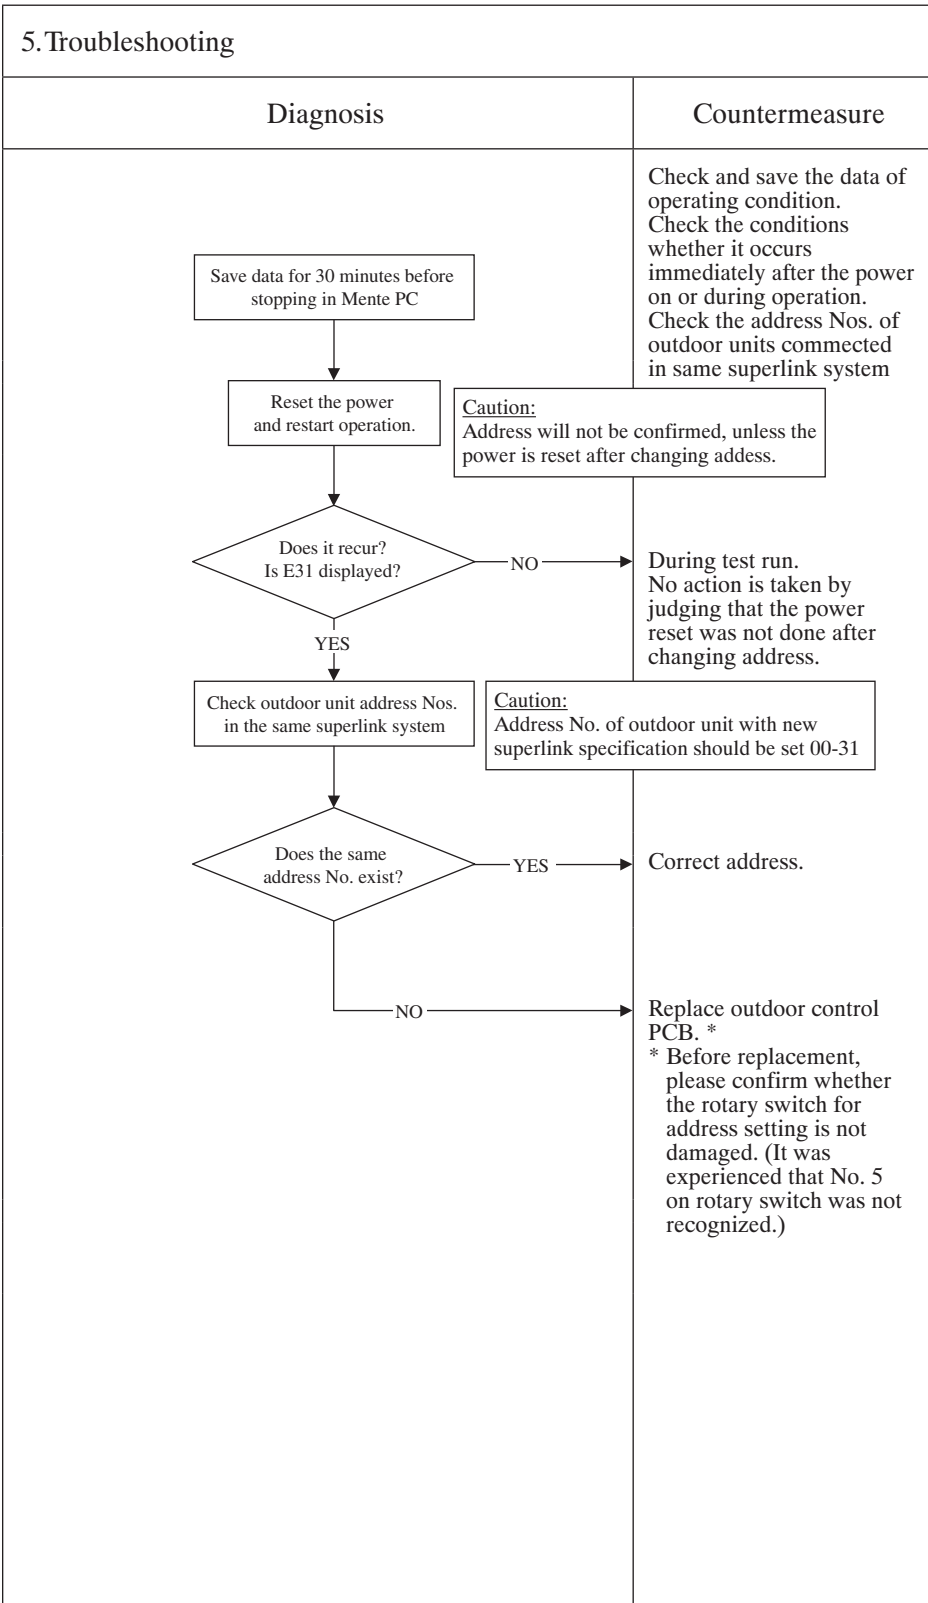 5.Troubleshooting
Diagnosis
Countermeasure
Check and save the data of
operating condition.
Check the conditions
whether it occurs
immediately after the power
on or during operation.
Check the address Nos. of
outdoor units commected
in same superlink system
Save data for 30 minutes before
stopping in Mente PC
Reset the power
and restart operation.
Caution:
Address will not be confirmed, unless the
power is reset after changing addess.
Does it recur?
Is E31 displayed?
NO
During test run.
No action is taken by
judging that the power
reset was not done after
changing address.
YES
Check outdoor unit address Nos.
in the same superlink system
Caution:
Address No. of outdoor unit with new
superlink specification should be set 00-31
Does the same
address No. exist?
YES
Correct address.
NO
Replace outdoor control
PCB. *
* Before replacement,
please confirm whether
the rotary switch for
address setting is not
damaged. (It was
experienced that No. 5
on rotary switch was not
recognized.)